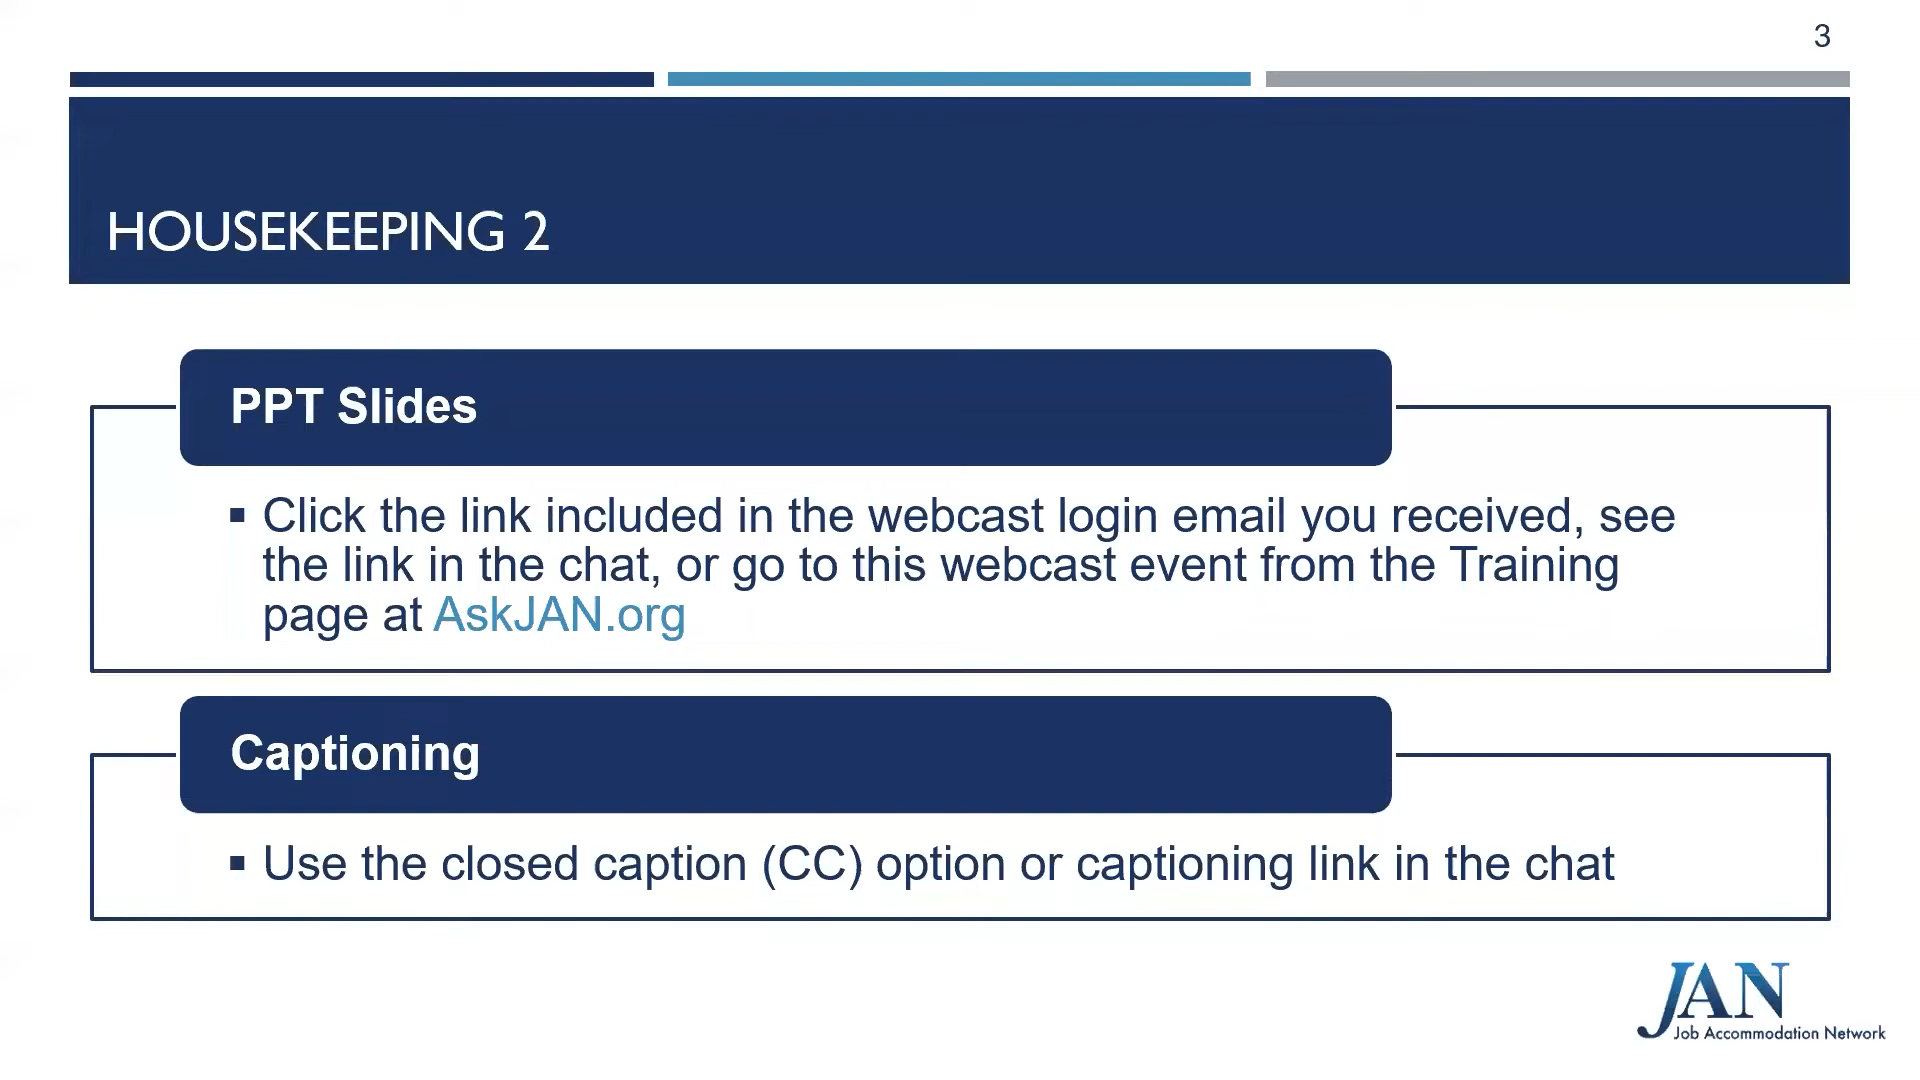 3
HOUSEKEEPING 2
PPT Slides
▪ Click the link included in the webcast login email you received, see
the link in the chat, or go to this webcast event from the Training
page at AskJAN.org
Captioning
▪ Use the closed caption (CC) option or captioning link in the chat
JAN
Job Accommodation Network